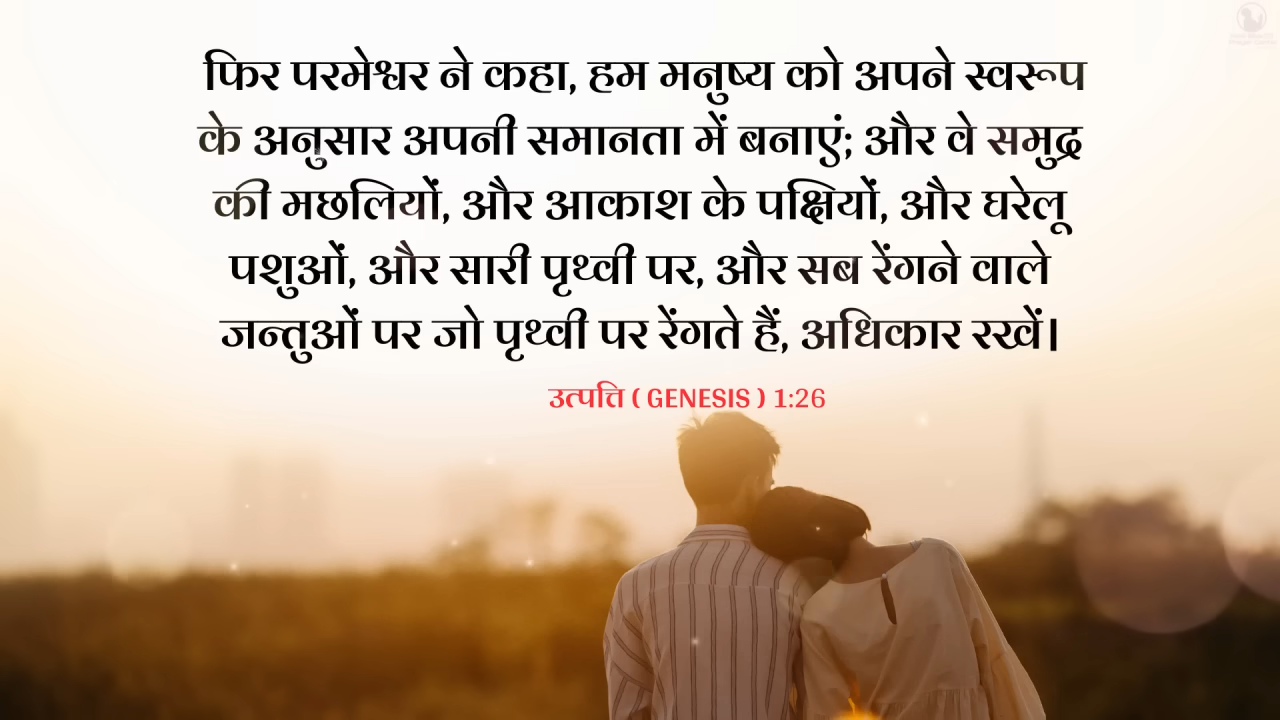 फिर परमेश्वर ने कहा, हम मनुष्य को अपने स्वरूप
के अनुसार अपनी समानता में बनाएं; और वे समुद्र
की मछलियों, और आकाश के पक्षियों, और घरेलू
पशुओं, और सारी पृथ्वी पर, और सब रेंगने वाले
जन्तुओं पर जो पृथ्वी पर रेंगते हैं, अधिकार रखें।
उत्पत्ति ( GENESIS ) 1:26